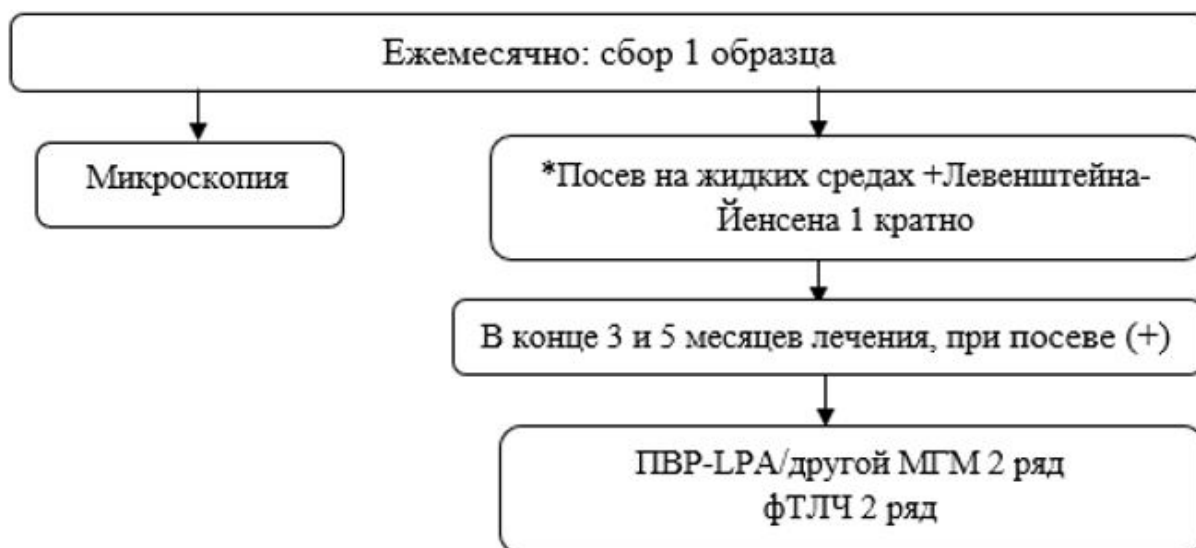 Ежемесячно: сбор 1 образца
Микроскопия
*Посев на жидких средах +Левенштейна-
Йенсена 1 кратно
В конце 3 и 5 месяцев лечения, при посеве (+)
ПВР-LPA/другой МГМ 2 ряд
фТЛЧ 2 ряд